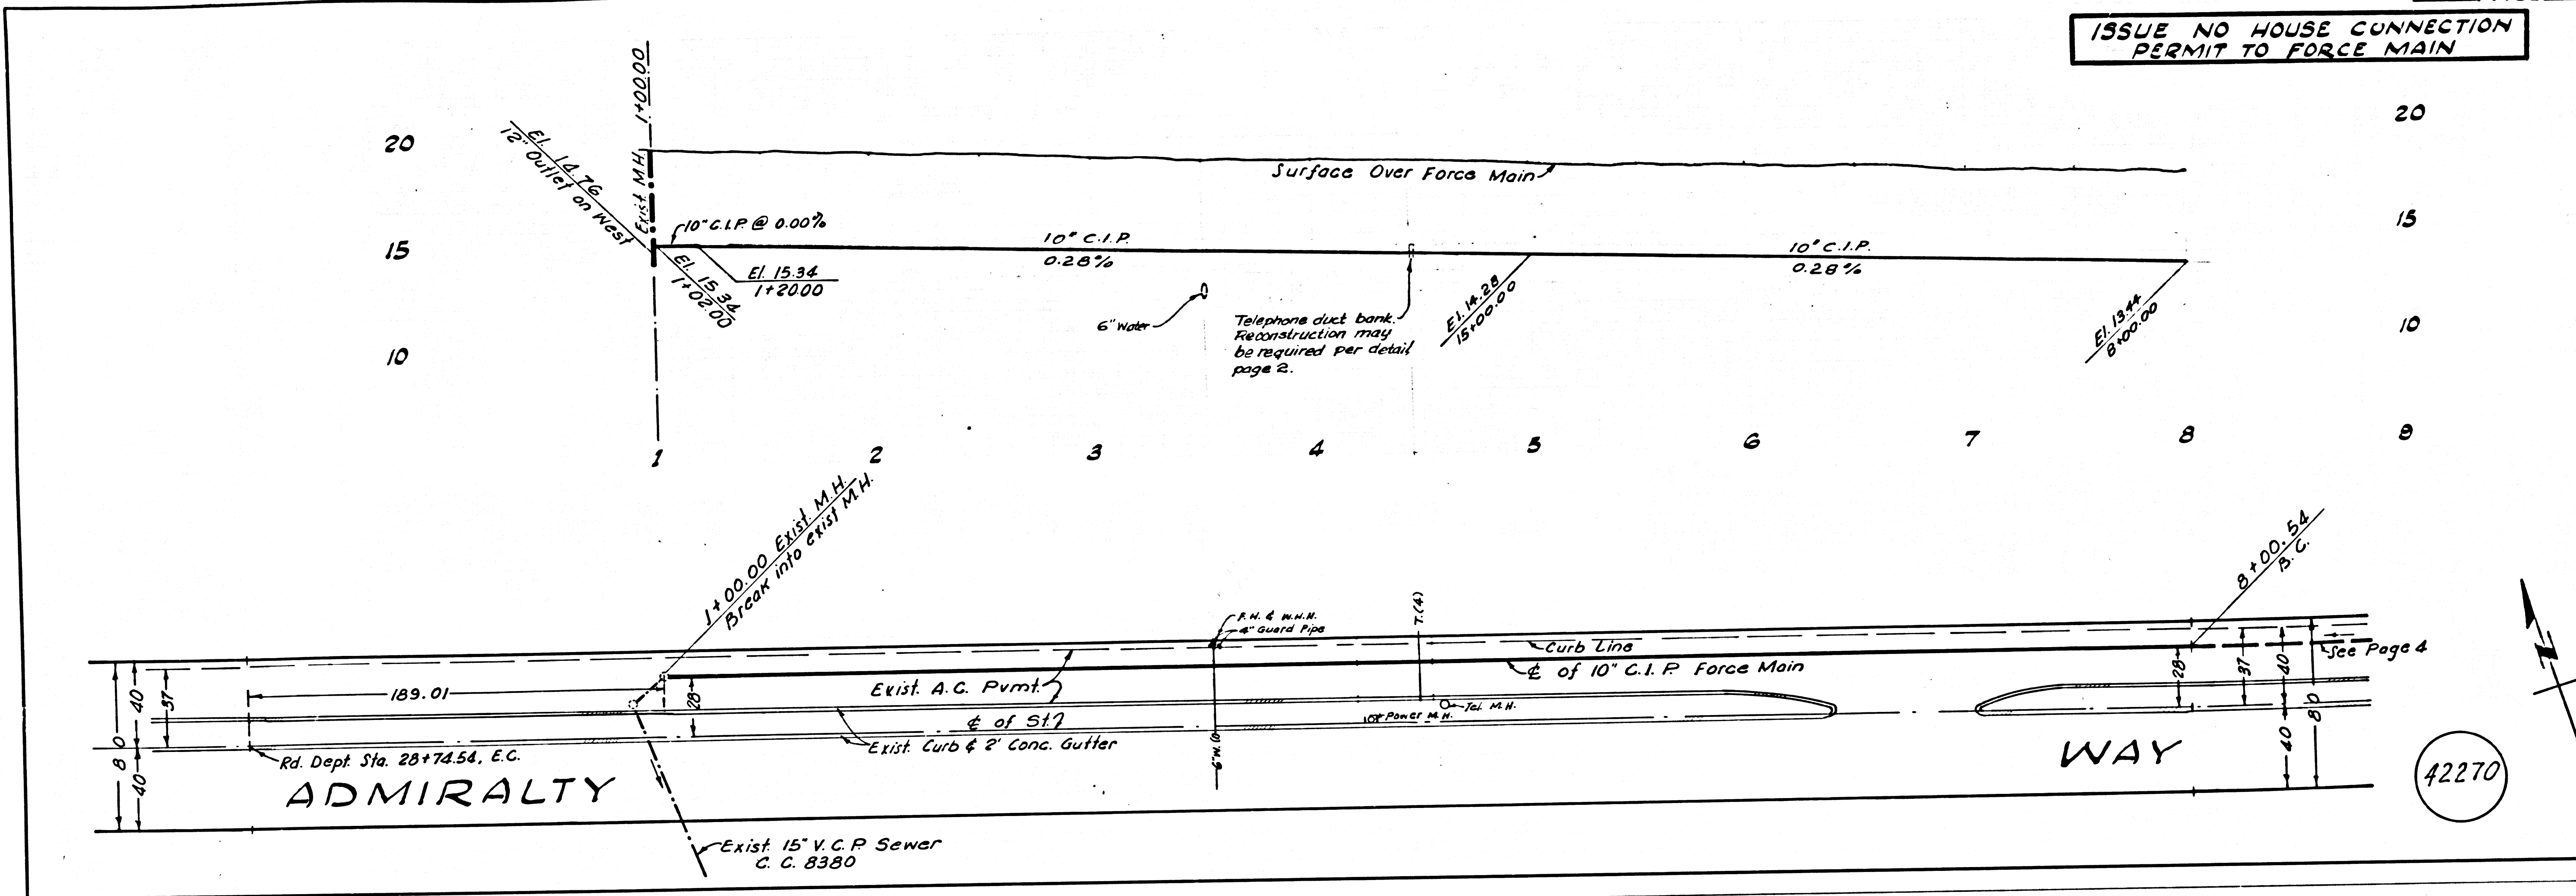 ISSUE NO HOUSE CONNECTION
PERMIT TO FORCE MAIN
20
15
10
20
15
10
El. 14.76
12" Outlet on West
Exist. M.H. 1+00.00
10" C.I.P. @ 0.00%
El. 15.34
1+02.00
El. 15.34
1+20.00
10" C.I.P.
0.28%
Surface Over Force Main
6" Water
Telephone duct bank.
Reconstruction may
be required per detail
page 2.
El. 14.28
15+00.00
10" C.I.P.
0.28%
El. 13.44
8+00.00
1 2 3 4 5 6 7 8 9
1+00.00 Exist. M.H.
Break into exist M.H.
8+00.54
B.C.
F.H. & W.N.H.
4" Guard Pipe
T.(4)
Curb Line
℄ of 10" C.I.P. Force Main
See Page 4
Exist. A.C. Pvmt.
189.01
28
℄ of St.
Exist. Curb & 2' Conc. Gutter
Tel. M.H.
Power M.H.
6" W.
80
40
37
40
28
37
40
40
80
Rd. Dept. Sta. 28+74.54, E.C.
ADMIRALTY
WAY
Exist. 15" V.C.P. Sewer
C.C. 8380
42270